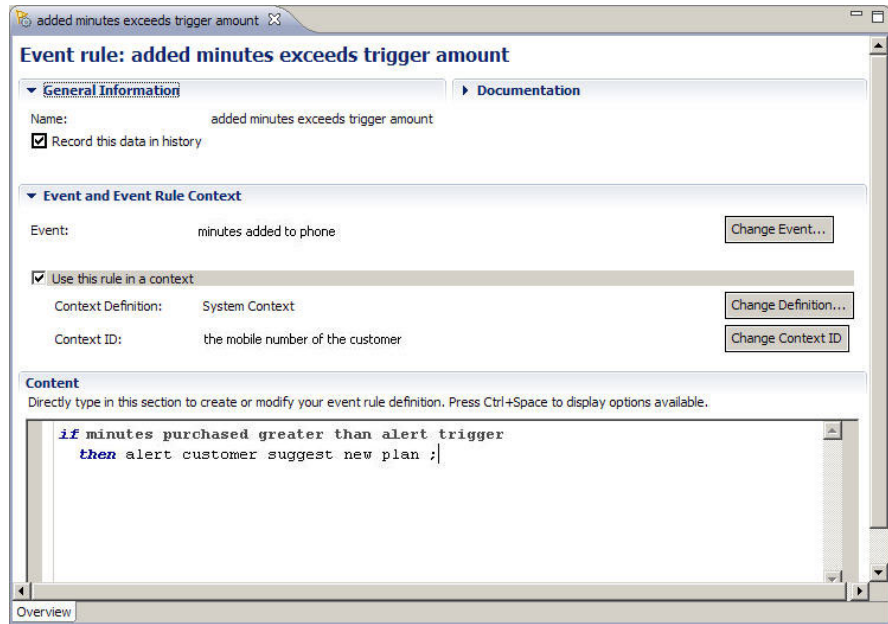 added minutes exceeds trigger amount
Event rule: added minutes exceeds trigger amount
General Information
Documentation
Name: added minutes exceeds trigger amount
Record this data in history
Event and Event Rule Context
Event: minutes added to phone Change Event...
Use this rule in a context
Context Definition: System Context Change Definition...
Context ID: the mobile number of the customer Change Context ID
Content
Directly type in this section to create or modify your event rule definition. Press Ctrl+Space to display options available.
if minutes purchased greater than alert trigger
then alert customer suggest new plan ;
Overview